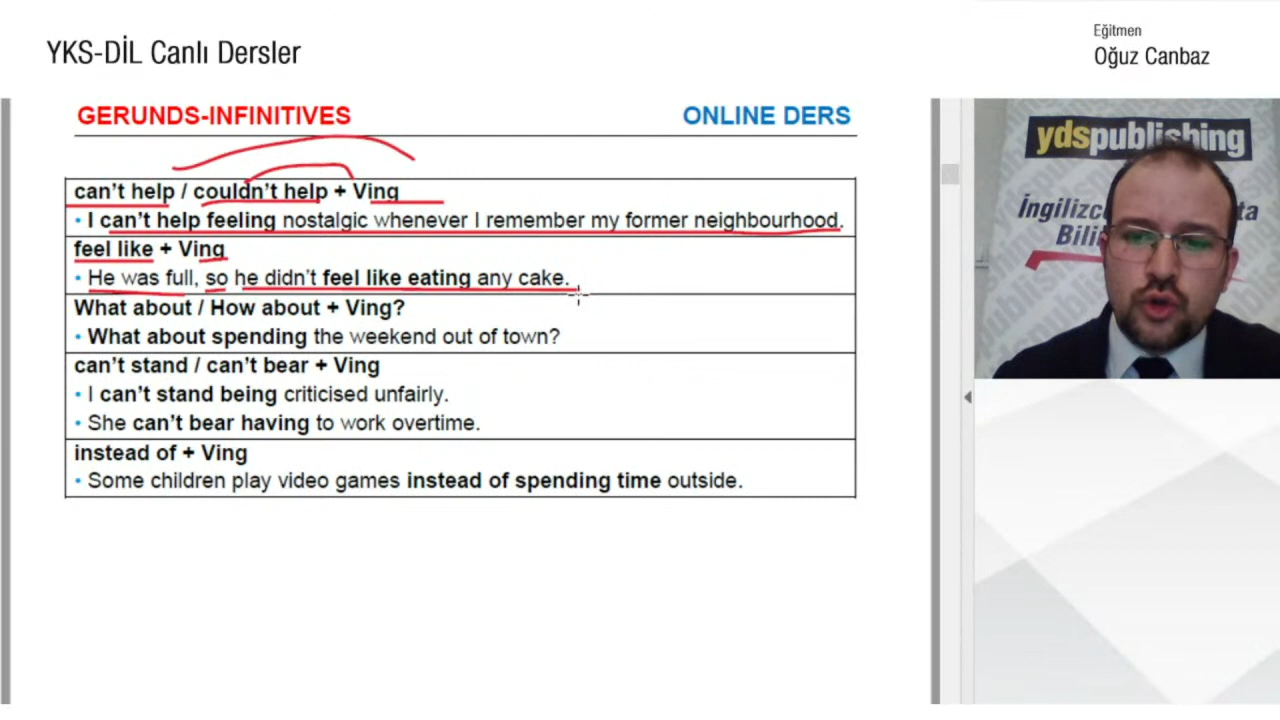 YKS-DİL Canlı Dersler
Eğitmen
Oğuz Canbaz
GERUNDS-INFINITIVES
ONLINE DERS
can't help / couldn't help + Ving
• I can't help feeling nostalgic whenever I remember my former neighbourhood.
feel like + Ving
• He was full, so he didn't feel like eating any cake.
What about / How about + Ving?
• What about spending the weekend out of town?
can't stand / can't bear + Ving
• I can't stand being criticised unfairly.
• She can't bear having to work overtime.
instead of + Ving
• Some children play video games instead of spending time outside.
ydspublishing